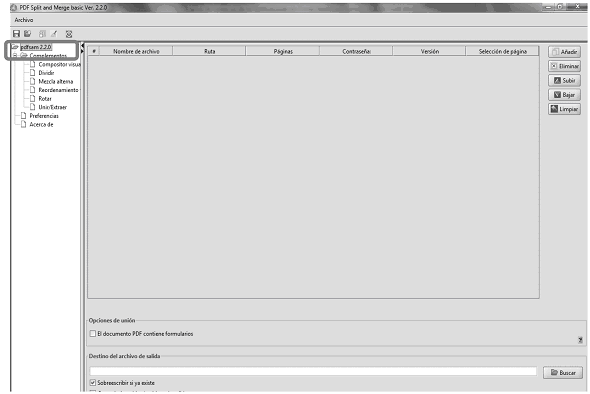 PDF Split and Merge basic Ver. 2.2.0
Archivo
pdfsam 2.2.0
Complementos
Compositor visua
Dividir
Mezcla alterna
Reordenamiento
Rotar
Unir/Extraer
Preferencias
Acerca de
# Nombre de archivo Ruta Páginas Contraseña Versión Selección de página
Añadir
Eliminar
Subir
Bajar
Limpiar
Opciones de unión
El documento PDF contiene formularios
?
Destino del archivo de salida
Buscar
Sobreescribir si ya existe